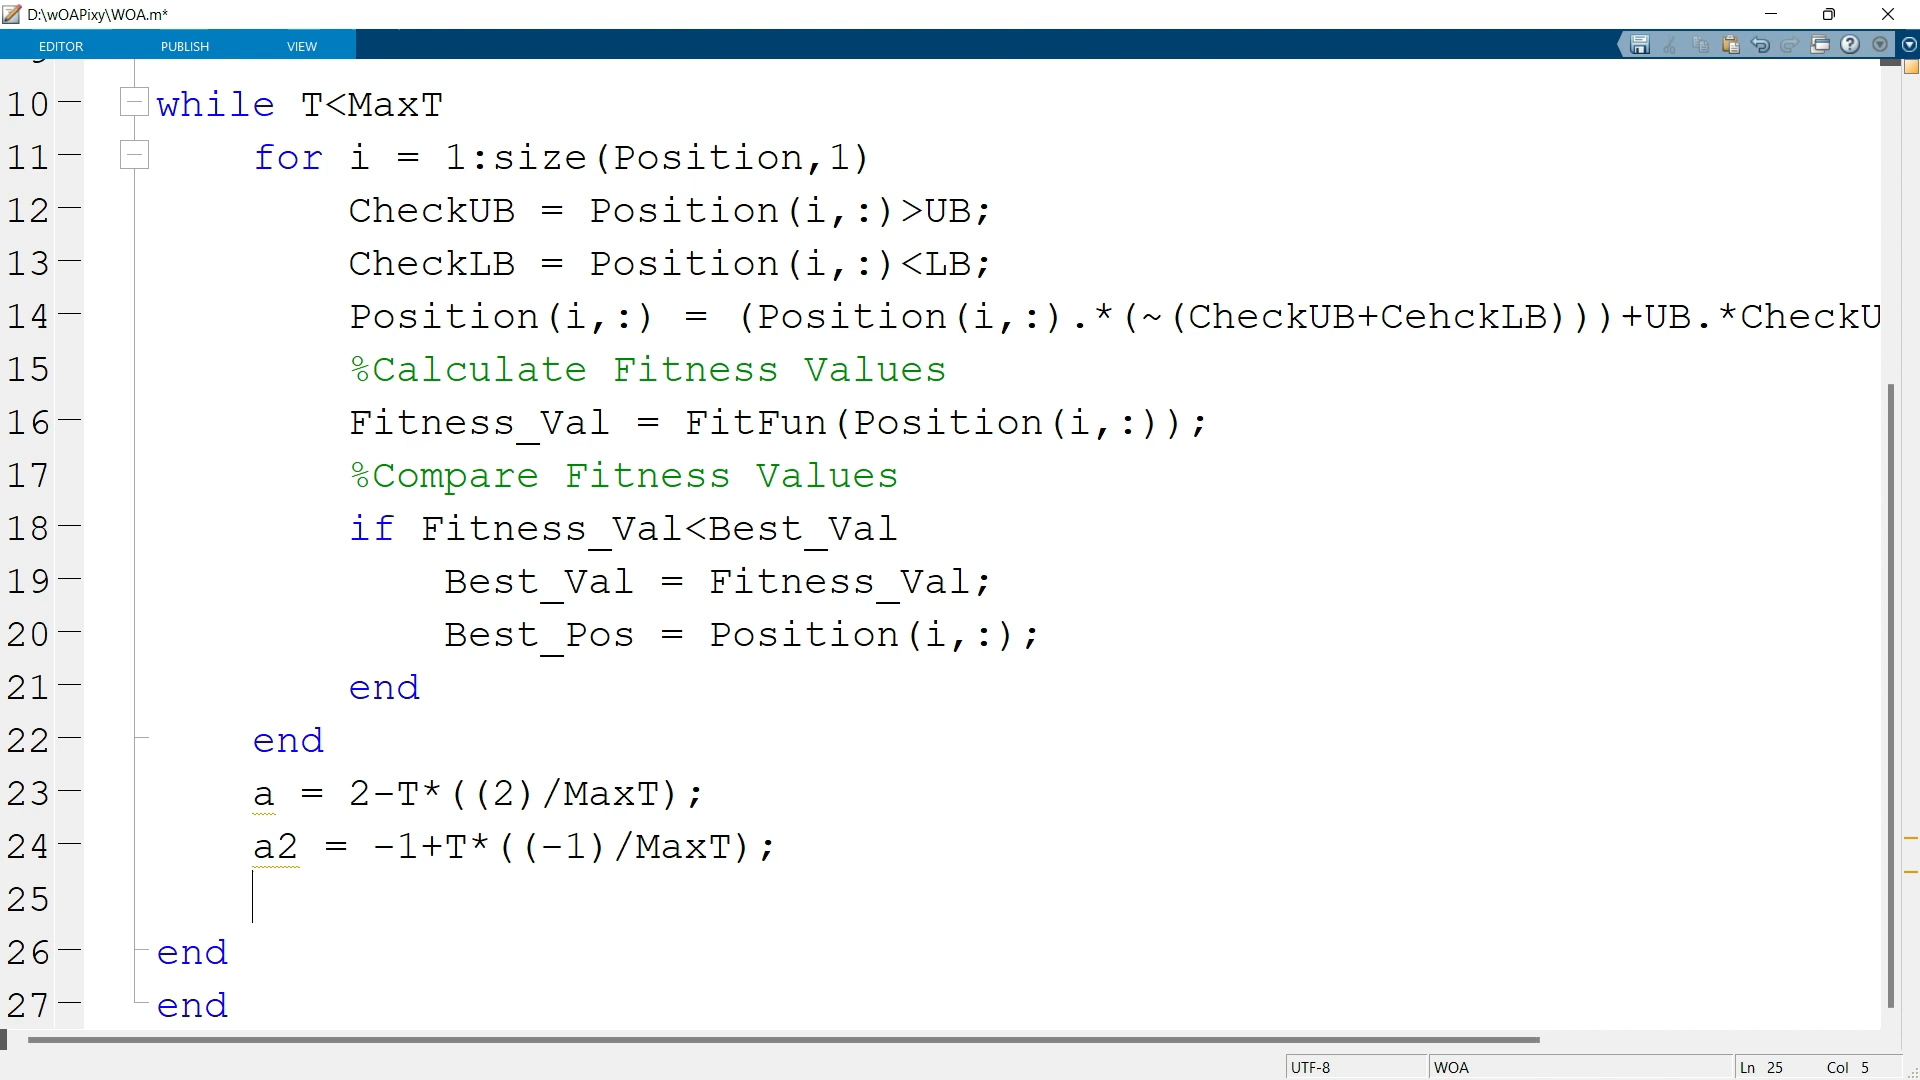 D:\wOAPixy\WOA.m*
EDITOR PUBLISH VIEW
10 while T<MaxT
11 for i = 1:size(Position,1)
12 CheckUB = Position(i,:)>UB;
13 CheckLB = Position(i,:)<LB;
14 Position(i,:) = (Position(i,:).*(~(CheckUB+CehckLB)))+UB.*CheckU
15 %Calculate Fitness Values
16 Fitness_Val = FitFun(Position(i,:));
17 %Compare Fitness Values
18 if Fitness_Val<Best_Val
19 Best_Val = Fitness_Val;
20 Best_Pos = Position(i,:);
21 end
22 end
23 a = 2-T*((2)/MaxT);
24 a2 = -1+T*((-1)/MaxT);
25
26 end
27 end
UTF-8 WOA Ln 25 Col 5